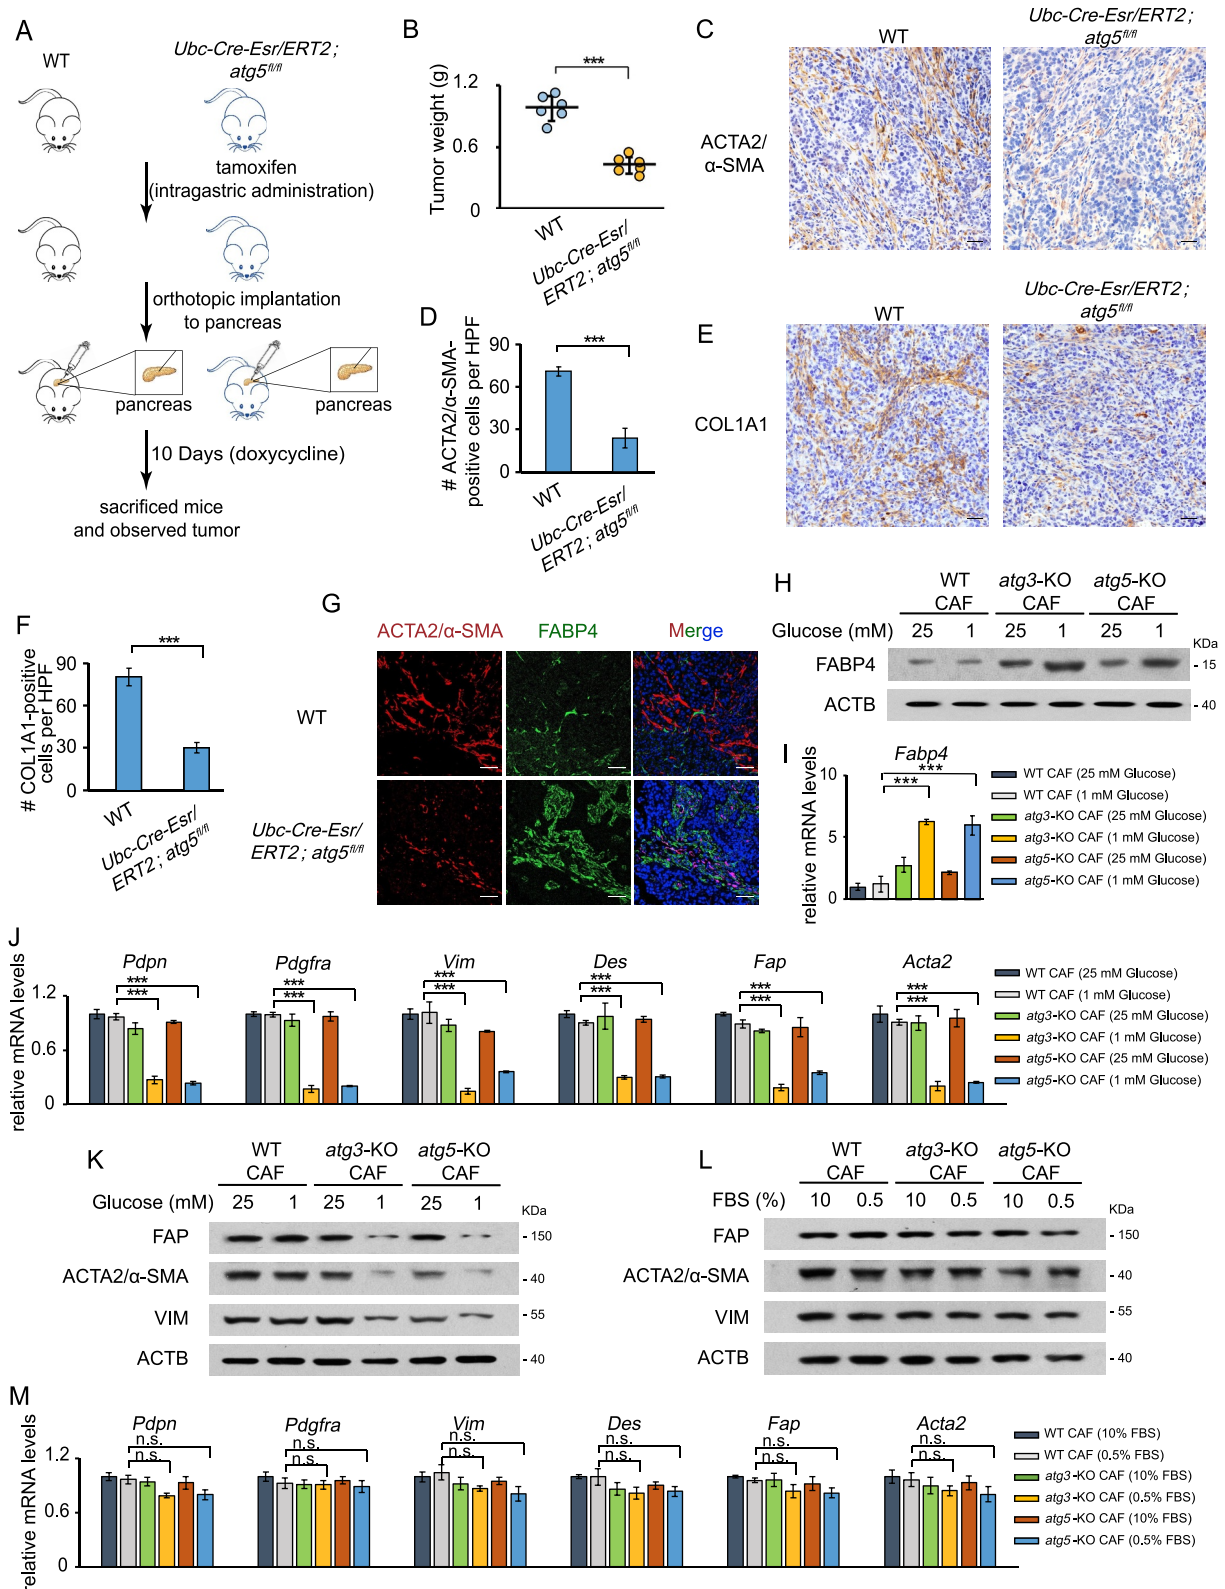 A
WT
Ubc-Cre-Esr/ERT2;
atg5fl/fl
tamoxifen
(intragastric administration)
orthotopic implantation
to pancreas
pancreas
pancreas
10 Days (doxycycline)
sacrificed mice
and observed tumor
B
Tumor weight (g)
1.2
0.6
0
***
WT
Ubc-Cre-Esr/
ERT2; atg5fl/fl
C
WT
Ubc-Cre-Esr/ERT2;
atg5fl/fl
ACTA2/
α-SMA
D
# ACTA2/α-SMA-
positive cells per HPF
90
60
30
0
***
WT
Ubc-Cre-Esr/
ERT2; atg5fl/fl
E
WT
Ubc-Cre-Esr/ERT2;
atg5fl/fl
COL1A1
F
# COL1A1-positive
cells per HPF
90
60
30
0
***
WT
Ubc-Cre-Esr/
ERT2; atg5fl/fl
G
ACTA2/α-SMA FABP4 Merge
WT
Ubc-Cre-Esr/
ERT2; atg5fl/fl
H
WT atg3-KO atg5-KO
CAF CAF CAF
Glucose (mM) 25 1 25 1 25 1
KDa
FABP4 - 15
ACTB - 40
I
Fabp4
relative mRNA levels
10
5
0
***
***
WT CAF (25 mM Glucose)
WT CAF (1 mM Glucose)
atg3-KO CAF (25 mM Glucose)
atg3-KO CAF (1 mM Glucose)
atg5-KO CAF (25 mM Glucose)
atg5-KO CAF (1 mM Glucose)
J
relative mRNA levels
1.2
0.6
0
Pdpn Pdgfra Vim Des Fap Acta2
*** *** *** *** *** ***
*** *** *** *** *** ***
WT CAF (25 mM Glucose)
WT CAF (1 mM Glucose)
atg3-KO CAF (25 mM Glucose)
atg3-KO CAF (1 mM Glucose)
atg5-KO CAF (25 mM Glucose)
atg5-KO CAF (1 mM Glucose)
K
WT atg3-KO atg5-KO
CAF CAF CAF
Glucose (mM) 25 1 25 1 25 1
KDa
FAP - 150
ACTA2/α-SMA - 40
VIM - 55
ACTB - 40
L
WT atg3-KO atg5-KO
CAF CAF CAF
FBS (%) 10 0.5 10 0.5 10 0.5
KDa
FAP - 150
ACTA2/α-SMA - 40
VIM - 55
ACTB - 40
M
relative mRNA levels
1.2
0.6
0
Pdpn Pdgfra Vim Des Fap Acta2
n.s. n.s. n.s. n.s. n.s. n.s.
n.s. n.s. n.s. n.s. n.s. n.s.
WT CAF (10% FBS)
WT CAF (0.5% FBS)
atg3-KO CAF (10% FBS)
atg3-KO CAF (0.5% FBS)
atg5-KO CAF (10% FBS)
atg5-KO CAF (0.5% FBS)